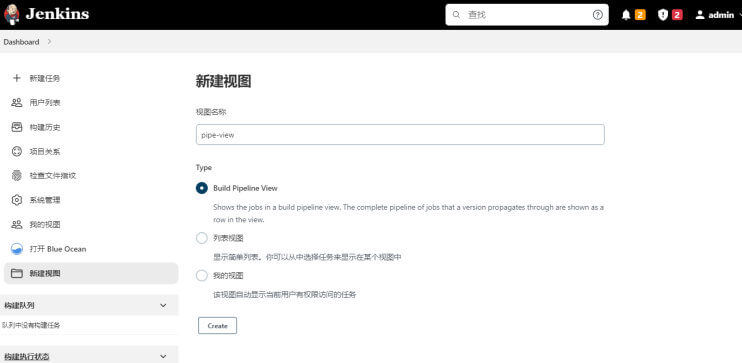 Jenkins
查找
2
2
admin
Dashboard
新建任务
用户列表
构建历史
项目关系
检查文件指纹
系统管理
我的视图
打开 Blue Ocean
新建视图
构建队列
队列中没有构建任务
构建执行状态
新建视图
视图名称
pipe-view
Type
Build Pipeline View
Shows the jobs in a build pipeline view. The complete pipeline of jobs that a version propagates through are shown as a
row in the view.
列表视图
显示简单列表。你可以从中选择任务来显示在某个视图中
我的视图
该视图自动显示当前用户有权限访问的任务
Create